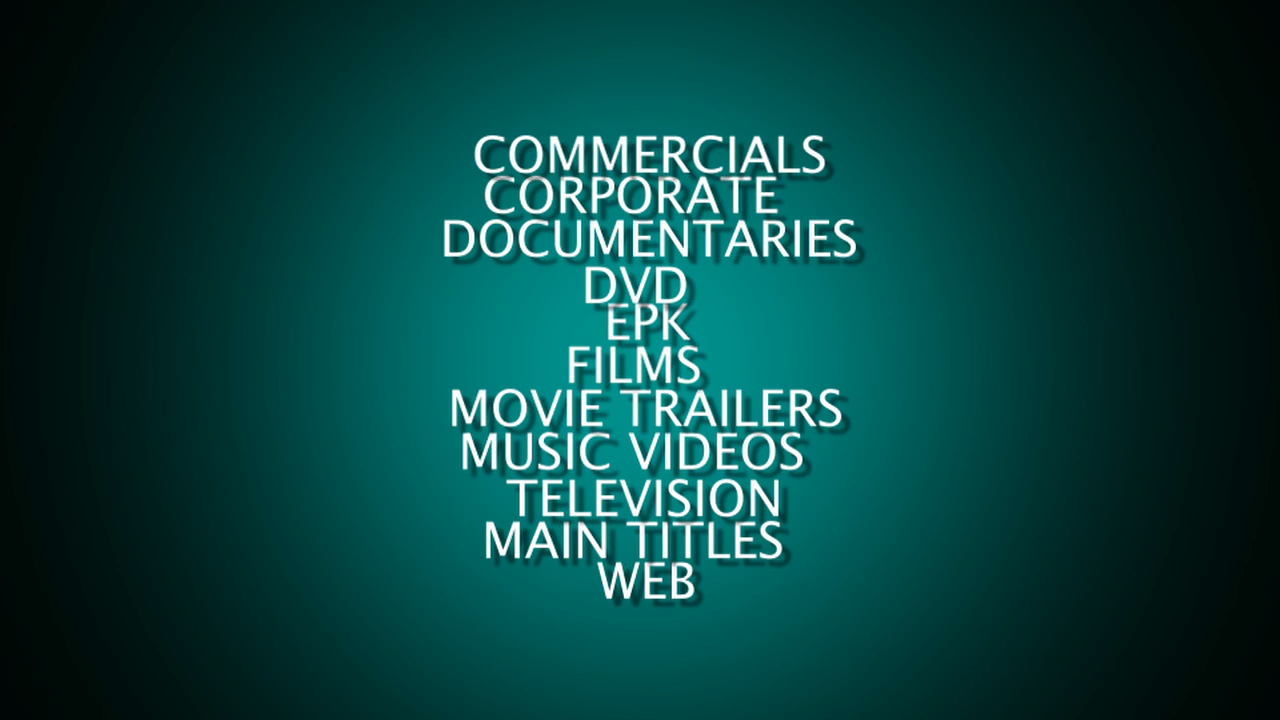 COMMERCIALS
CORPORATE
DOCUMENTARIES
DVD
EPK
FILMS
MOVIE TRAILERS
MUSIC VIDEOS
TELEVISION
MAIN TITLES
WEB